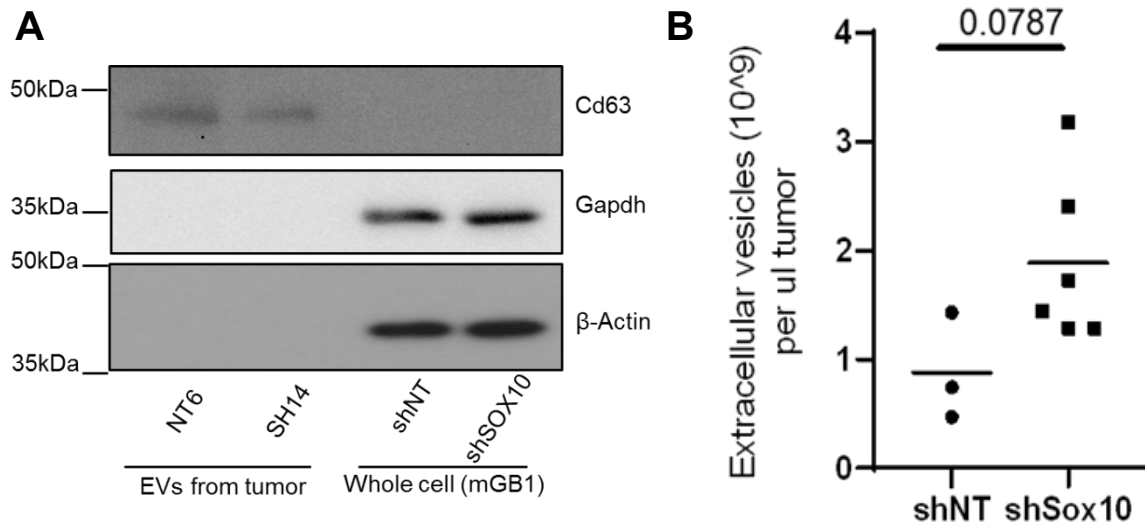 A
50kDa
Cd63
35kDa
Gapdh
50kDa
β-Actin
35kDa
NT6
SH14
shNT
shSOX10
EVs from tumor
Whole cell (mGB1)
B
0.0787
Extracellular vesicles (10^9)
per ul tumor
4
3
2
1
0
shNT shSox10